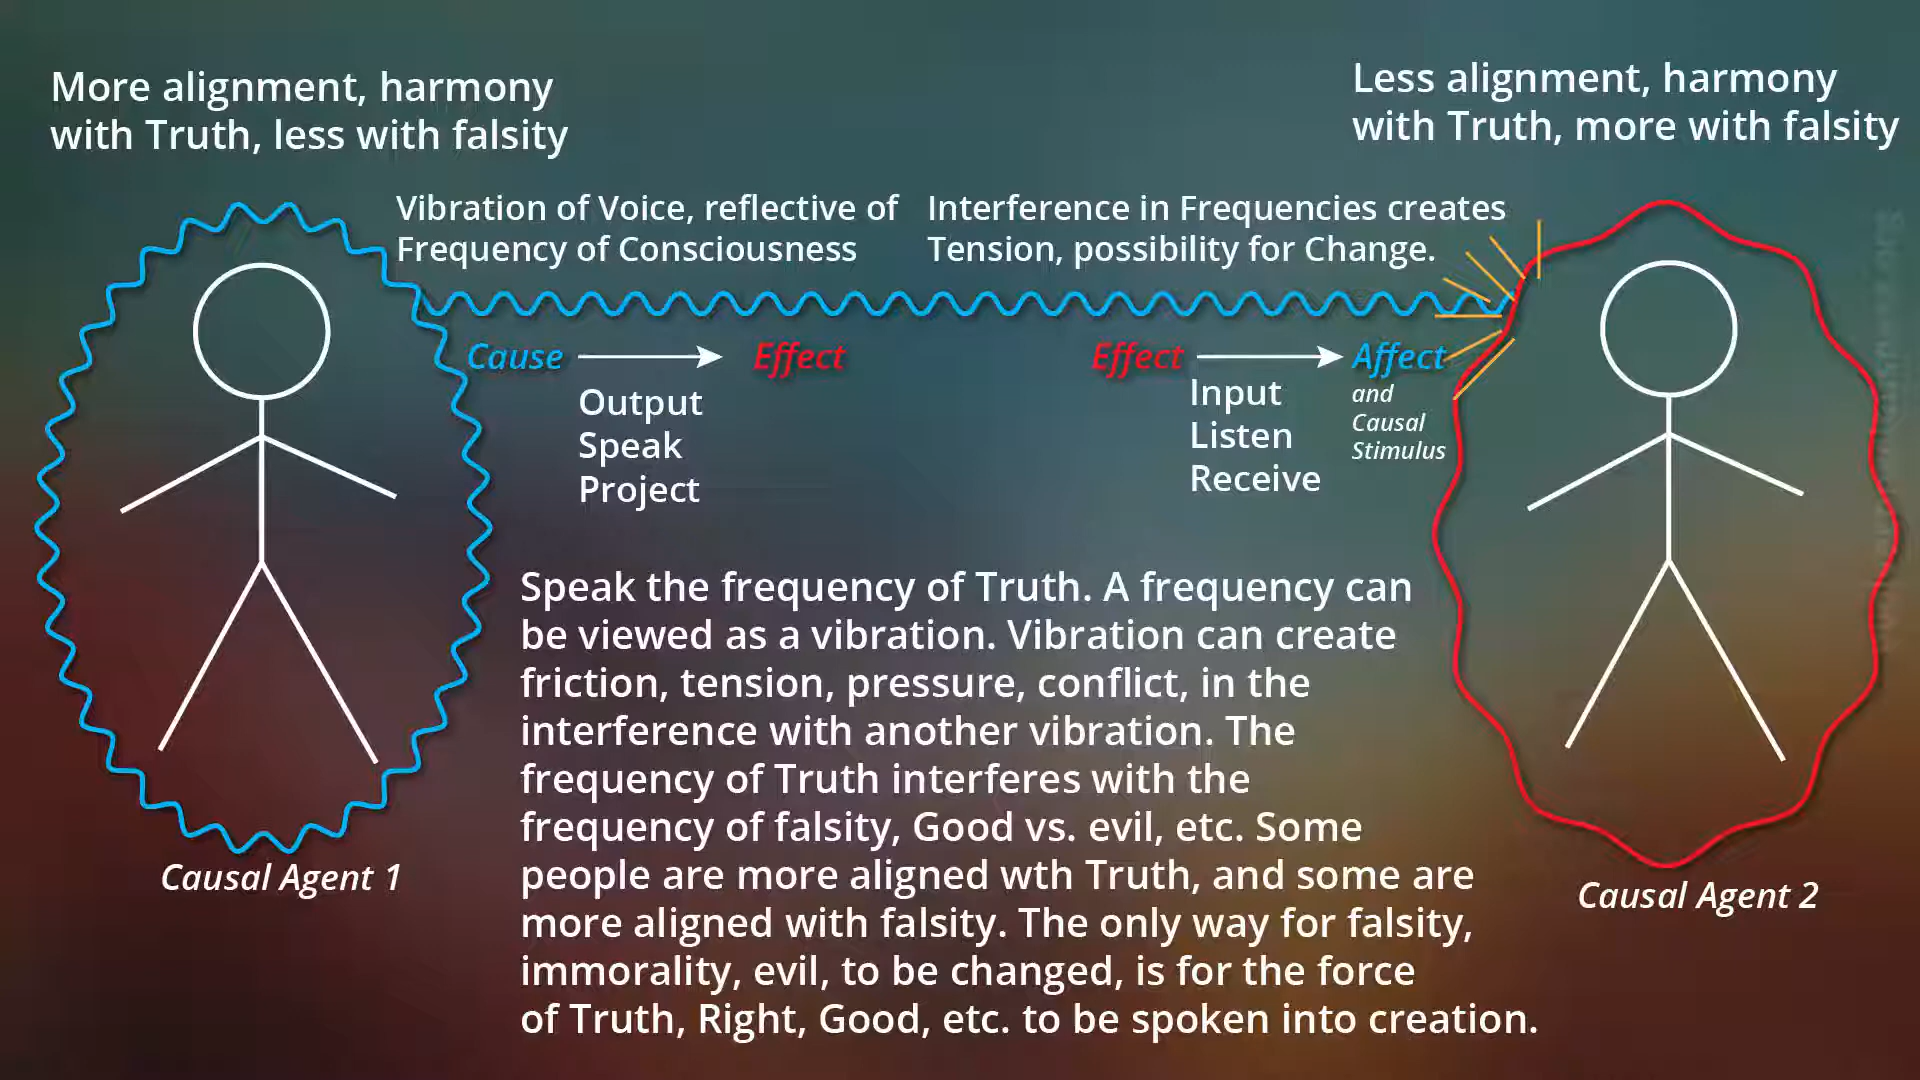 More alignment, harmony
with Truth, less with falsity
Less alignment, harmony
with Truth, more with falsity
Vibration of Voice, reflective of
Frequency of Consciousness
Interference in Frequencies creates
Tension, possibility for Change.
Cause
Effect
Output
Speak
Project
Effect
Affect
Input
Listen
Receive
and
Causal
Stimulus
Speak the frequency of Truth. A frequency can
be viewed as a vibration. Vibration can create
friction, tension, pressure, conflict, in the
interference with another vibration. The
frequency of Truth interferes with the
frequency of falsity, Good vs. evil, etc. Some
people are more aligned wth Truth, and some are
more aligned with falsity. The only way for falsity,
immorality, evil, to be changed, is for the force
of Truth, Right, Good, etc. to be spoken into creation.
Causal Agent 1
Causal Agent 2